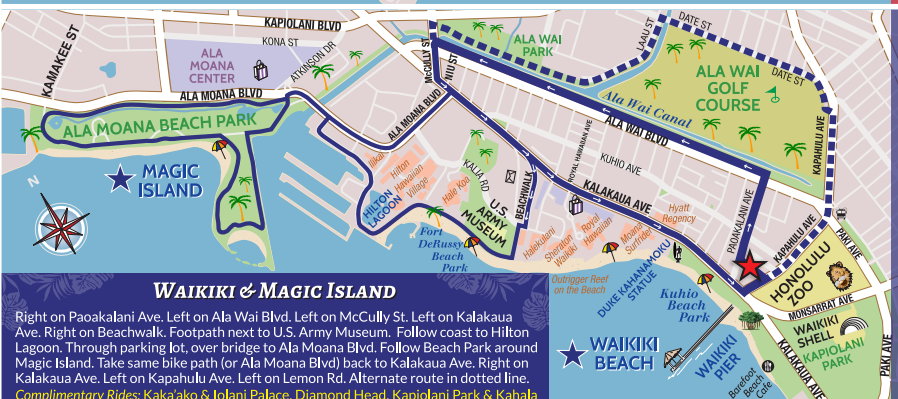 KAPIOLANI BLVD
KONA ST
KAMAKEE ST
ALA
MOANA
CENTER
ATKINSON DR
ALA MOANA BLVD
ALA MOANA BEACH PARK
MAGIC
ISLAND
N
MCCULLY ST
NIU ST
ALA WAI
PARK
LAAU ST
DATE ST
DATE ST
ALA WAI
GOLF
COURSE
Ala Wai Canal
ALA WAI BLVD
KAPAHULU AVE
ALA MOANA BLVD
ROYAL HAWAIIAN AVE
KUHIO AVE
KALAKAUA AVE
PAOAKALANI AVE
KAPAHULU AVE
PAKI AVE
Ilikai
Hilton
Hawaiian
Village
Hale Koa
KALIA RD
HILTON
LAGOON
U.S.
ARMY
MUSEUM
BEACHWALK
Fort
DeRussy
Beach
Park
Halekulani
Sheraton
Waikiki
Royal
Hawaiian
Moana
Surfrider
Hyatt
Regency
Outrigger Reef
on the Beach
DUKE KAHANAMOKU
STATUE
Kuhio
Beach
Park
HONOLULU
ZOO
MONSARRAT AVE
WAIKIKI
SHELL
KAPIOLANI
PARK
PAKI AVE
KALAKAUA AVE
WAIKIKI
BEACH
WAIKIKI
PIER
Barefoot
Beach
Cafe
WAIKIKI & MAGIC ISLAND
Right on Paoakalani Ave. Left on Ala Wai Blvd. Left on McCully St. Left on Kalakaua
Ave. Right on Beachwalk. Footpath next to U.S. Army Museum. Follow coast to Hilton
Lagoon. Through parking lot, over bridge to Ala Moana Blvd. Follow Beach Park around
Magic Island. Take same bike path (or Ala Moana Blvd) back to Kalakaua Ave. Right on
Kalakaua Ave. Left on Kapahulu Ave. Left on Lemon Rd. Alternate route in dotted line.
Complimentary Rides: Kaka'ako & Iolani Palace, Diamond Head, Kapiolani Park & Kahala